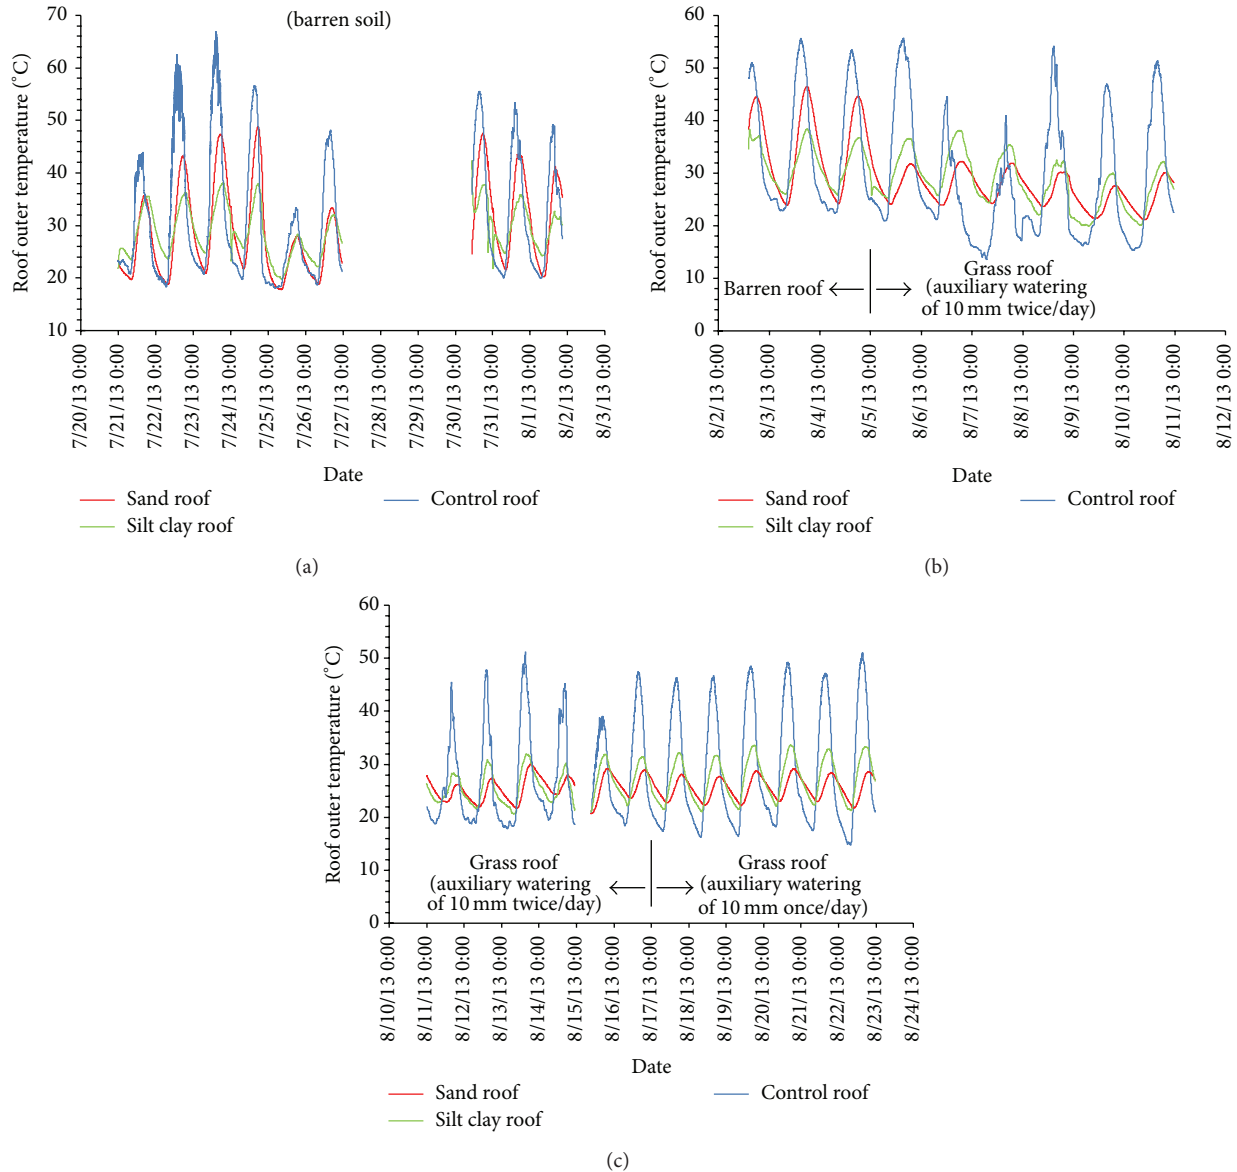 (barren soil)
Roof outer temperature (°C)
70
60
50
40
30
20
10
7/20/13 0:00
7/21/13 0:00
7/22/13 0:00
7/23/13 0:00
7/24/13 0:00
7/25/13 0:00
7/26/13 0:00
7/27/13 0:00
7/28/13 0:00
7/29/13 0:00
7/30/13 0:00
7/31/13 0:00
8/1/13 0:00
8/2/13 0:00
8/3/13 0:00
Date
Sand roof
Silt clay roof
Control roof
(a)
Roof outer temperature (°C)
60
50
40
30
20
10
0
Barren roof
Grass roof
(auxiliary watering
of 10 mm twice/day)
8/2/13 0:00
8/3/13 0:00
8/4/13 0:00
8/5/13 0:00
8/6/13 0:00
8/7/13 0:00
8/8/13 0:00
8/9/13 0:00
8/10/13 0:00
8/11/13 0:00
8/12/13 0:00
Date
Sand roof
Silt clay roof
Control roof
(b)
Roof outer temperature (°C)
60
50
40
30
20
10
0
Grass roof
(auxiliary watering
of 10 mm twice/day)
Grass roof
(auxiliary watering
of 10 mm once/day)
8/10/13 0:00
8/11/13 0:00
8/12/13 0:00
8/13/13 0:00
8/14/13 0:00
8/15/13 0:00
8/16/13 0:00
8/17/13 0:00
8/18/13 0:00
8/19/13 0:00
8/20/13 0:00
8/21/13 0:00
8/22/13 0:00
8/23/13 0:00
8/24/13 0:00
Date
Sand roof
Silt clay roof
Control roof
(c)